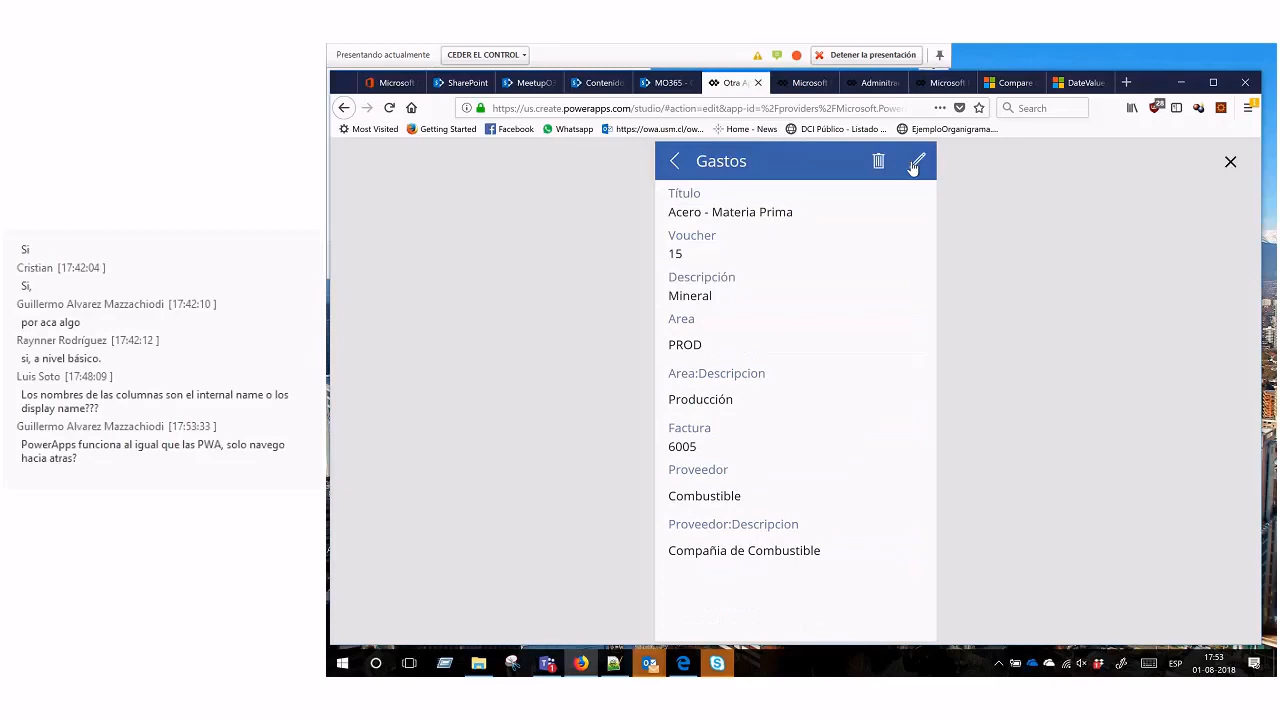 Si
Cristian [17:42:04 ]
Si,
Guillermo Alvarez Mazzachiodi [17:42:10 ]
por aca algo
Raynner Rodríguez [17:42:12 ]
si, a nivel básico.
Luis Soto [17:48:09 ]
Los nombres de las columnas son el internal name o los
display name???
Guillermo Alvarez Mazzachiodi [17:53:33 ]
PowerApps funciona al igual que las PWA, solo navego
hacia atras?
Presentando actualmente CEDER EL CONTROL Detener la presentación
Microsoft SharePoint MeetupO Contenido MO365 - Otra A Microsoft Adminitra Microsoft Compare DateValue
https://us.create.powerapps.com/studio/#action=edit&app-id=%2Fproviders%2FMicrosoft.Powe Search 28
Most Visited Getting Started Facebook Whatsapp https://owa.usm.cl/ow... Home - News DCI Público - Listado ... EjemploOrganigrama....
Gastos
Título
Acero - Materia Prima
Voucher
15
Descripción
Mineral
Area
PROD
Area:Descripcion
Producción
Factura
6005
Proveedor
Combustible
Proveedor:Descripcion
Compañia de Combustible
ESP 17:53
01-08-2018